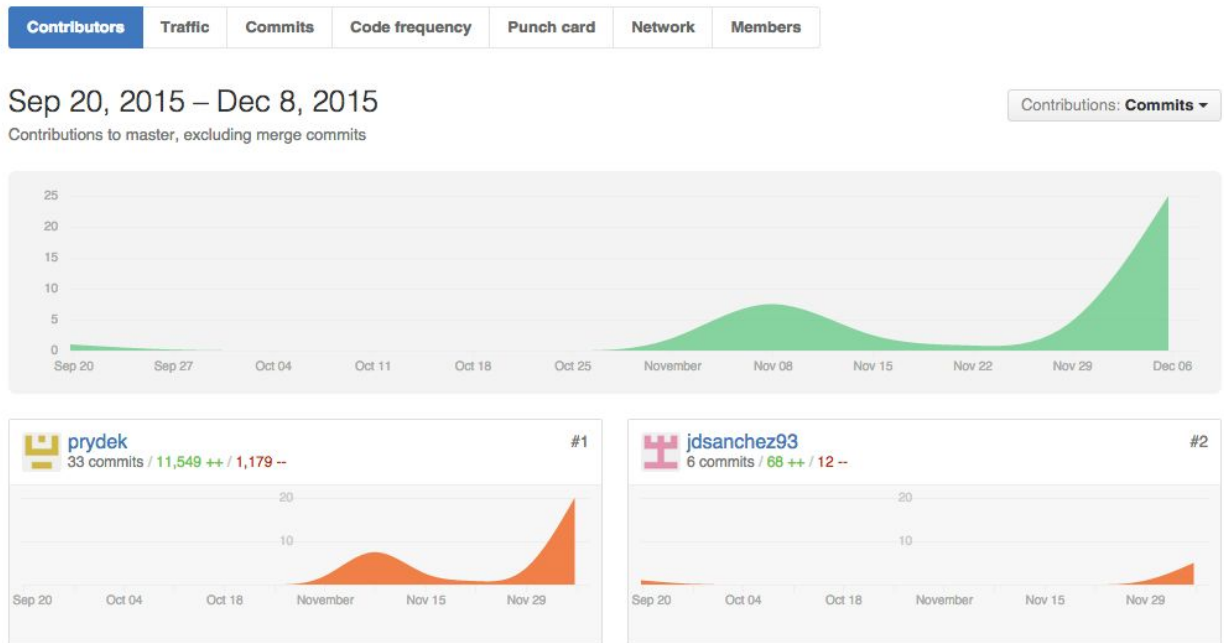 Contributors Traffic Commits Code frequency Punch card Network Members
Sep 20, 2015 – Dec 8, 2015
Contributions: Commits
Contributions to master, excluding merge commits
25
20
15
10
5
0
Sep 20 Sep 27 Oct 04 Oct 11 Oct 18 Oct 25 November Nov 08 Nov 15 Nov 22 Nov 29 Dec 06
prydek #1
33 commits / 11,549 ++ / 1,179 --
20
10
Sep 20 Oct 04 Oct 18 November Nov 15 Nov 29
jdsanchez93 #2
6 commits / 68 ++ / 12 --
20
10
Sep 20 Oct 04 Oct 18 November Nov 15 Nov 29